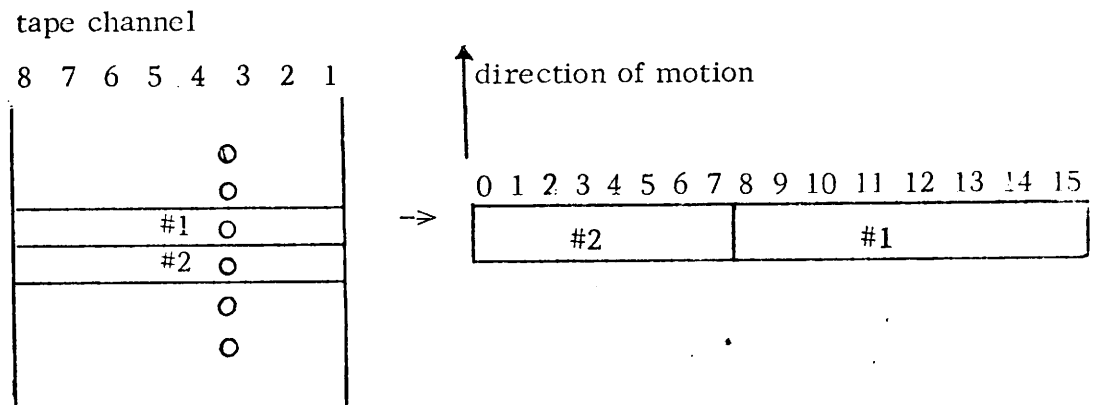 tape channel
8 7 6 5 4 3 2 1
direction of motion
0 1 2 3 4 5 6 7 8 9 10 11 12 13 14 15
#1
#2
#2 #1